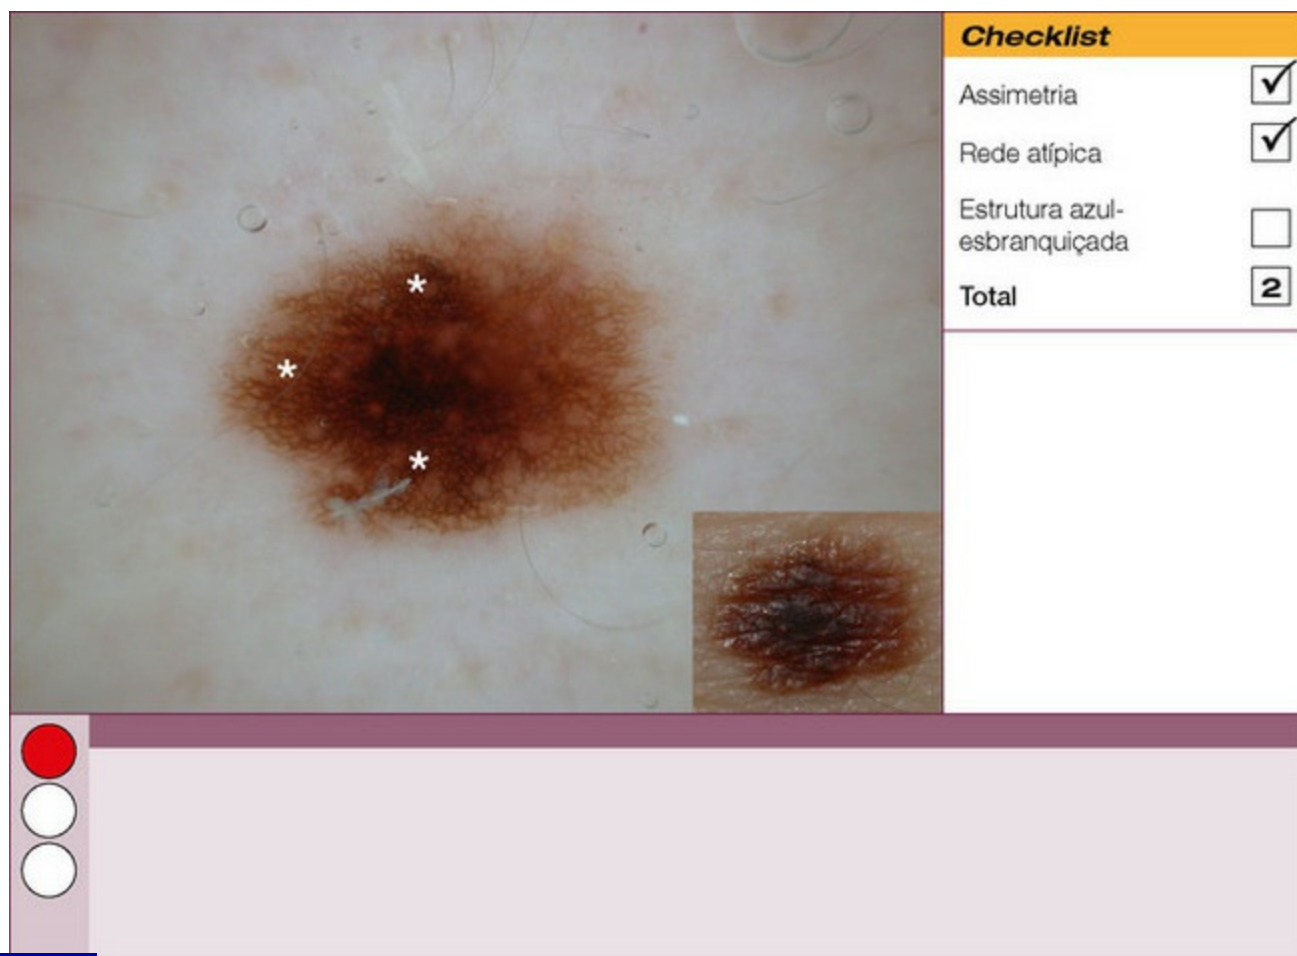 Checklist
Assimetria
Rede atípica
Estrutura azul-
esbranquiçada
Total 2